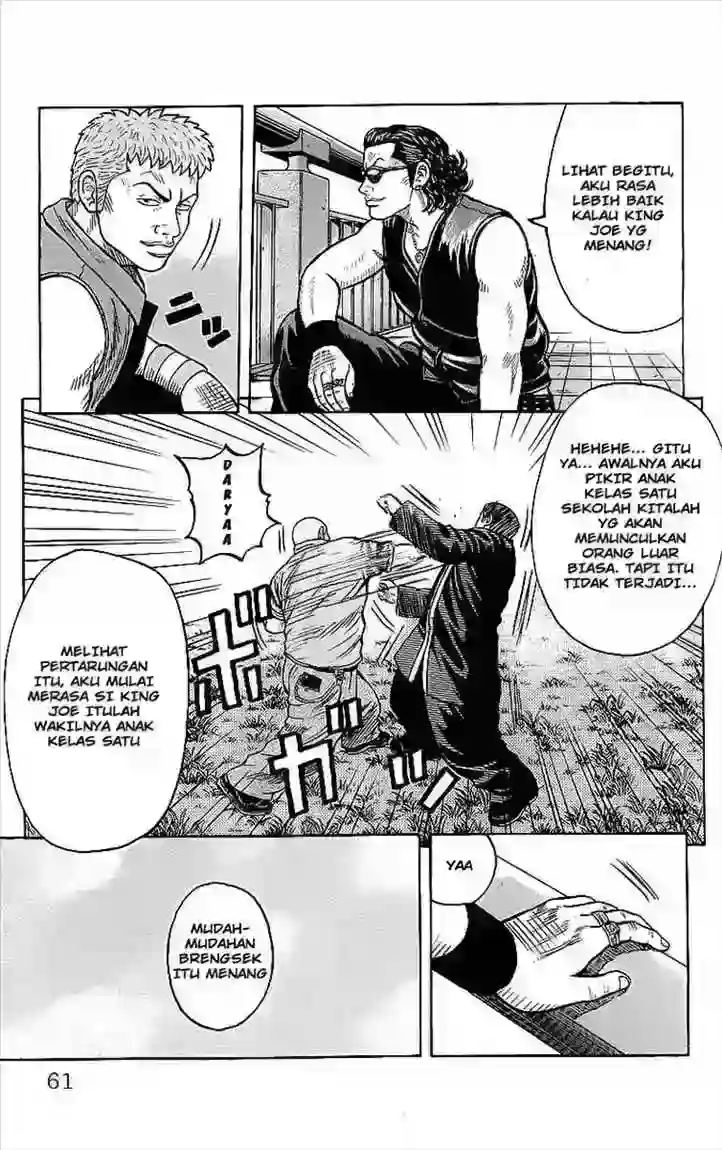 LIHAT BEGITU,
AKU RASA
LEBIH BAIK
KALAU KING
JOE YG
MENANG!
HEHEHE... GITU
YA... AWALNYA AKU
PIKIR ANAK
KELAS SATU
SEKOLAH KITALAH
YG AKAN
MEMUNCULKAN
ORANG LUAR
BIASA. TAPI ITU
TIDAK TERJADI...
DARYAA
MELIHAT
PERTARUNGAN
ITU, AKU MULAI
MERASA SI KING
JOE ITULAH
WAKILNYA ANAK
KELAS SATU
YAA
MUDAH-
MUDAHAN
BRENGSEK
ITU MENANG
61